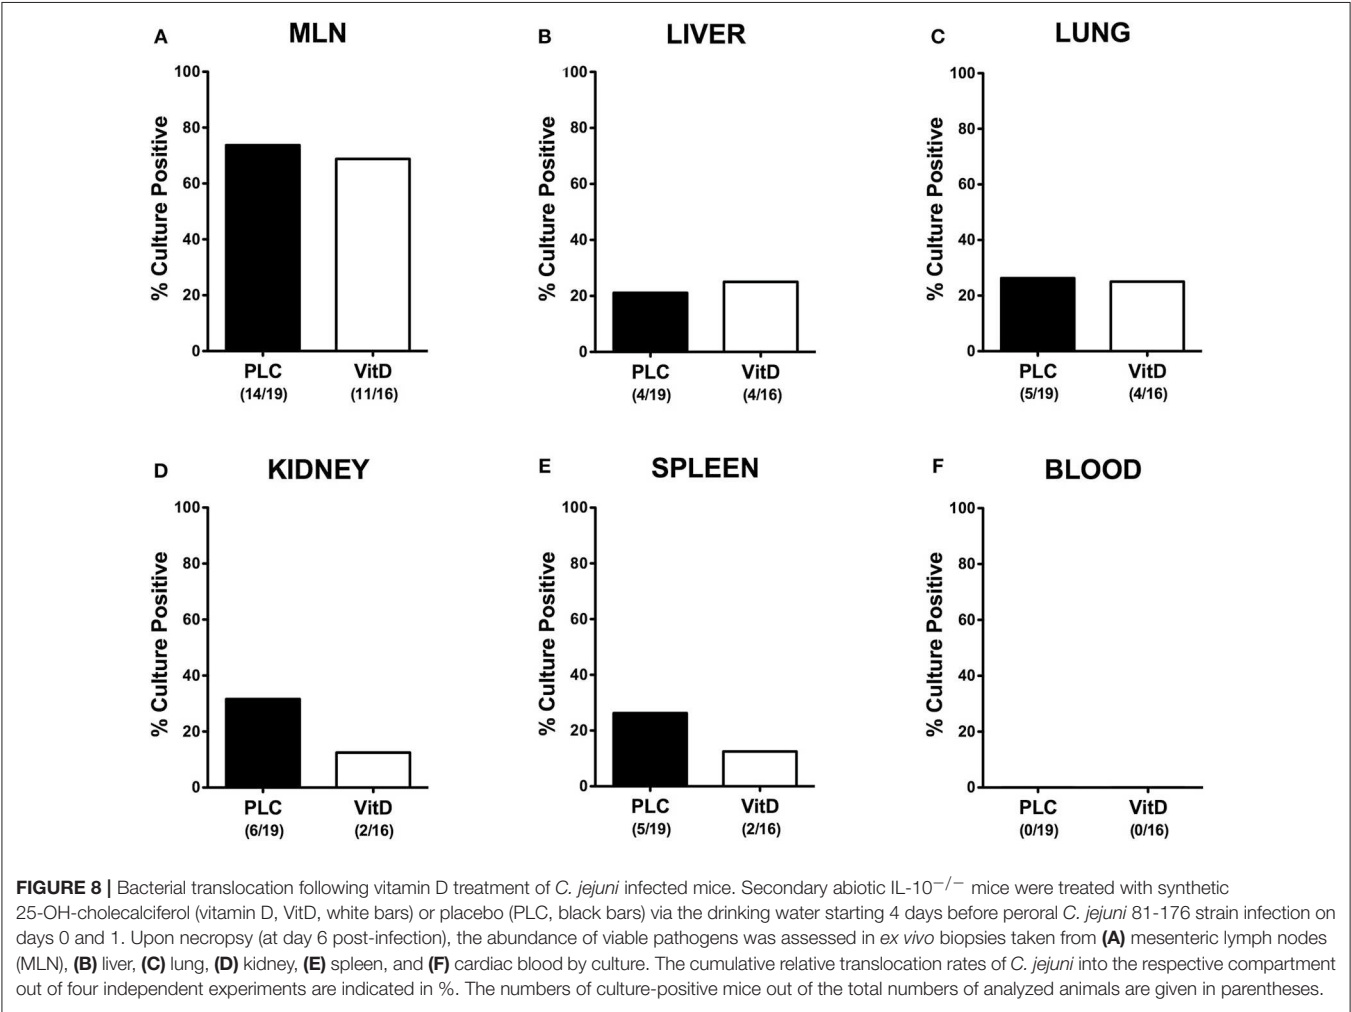 A
MLN
% Culture Positive
100
80
60
40
20
0
PLC
VitD
(14/19)
(11/16)
B
LIVER
% Culture Positive
100
80
60
40
20
0
PLC
VitD
(4/19)
(4/16)
C
LUNG
% Culture Positive
100
80
60
40
20
0
PLC
VitD
(5/19)
(4/16)
D
KIDNEY
% Culture Positive
100
80
60
40
20
0
PLC
VitD
(6/19)
(2/16)
E
SPLEEN
% Culture Positive
100
80
60
40
20
0
PLC
VitD
(5/19)
(2/16)
F
BLOOD
% Culture Positive
100
80
60
40
20
0
PLC
VitD
(0/19)
(0/16)
FIGURE 8 | Bacterial translocation following vitamin D treatment of C. jejuni infected mice. Secondary abiotic IL-10−/− mice were treated with synthetic
25-OH-cholecalciferol (vitamin D, VitD, white bars) or placebo (PLC, black bars) via the drinking water starting 4 days before peroral C. jejuni 81-176 strain infection on
days 0 and 1. Upon necropsy (at day 6 post-infection), the abundance of viable pathogens was assessed in ex vivo biopsies taken from (A) mesenteric lymph nodes
(MLN), (B) liver, (C) lung, (D) kidney, (E) spleen, and (F) cardiac blood by culture. The cumulative relative translocation rates of C. jejuni into the respective compartment
out of four independent experiments are indicated in %. The numbers of culture-positive mice out of the total numbers of analyzed animals are given in parentheses.